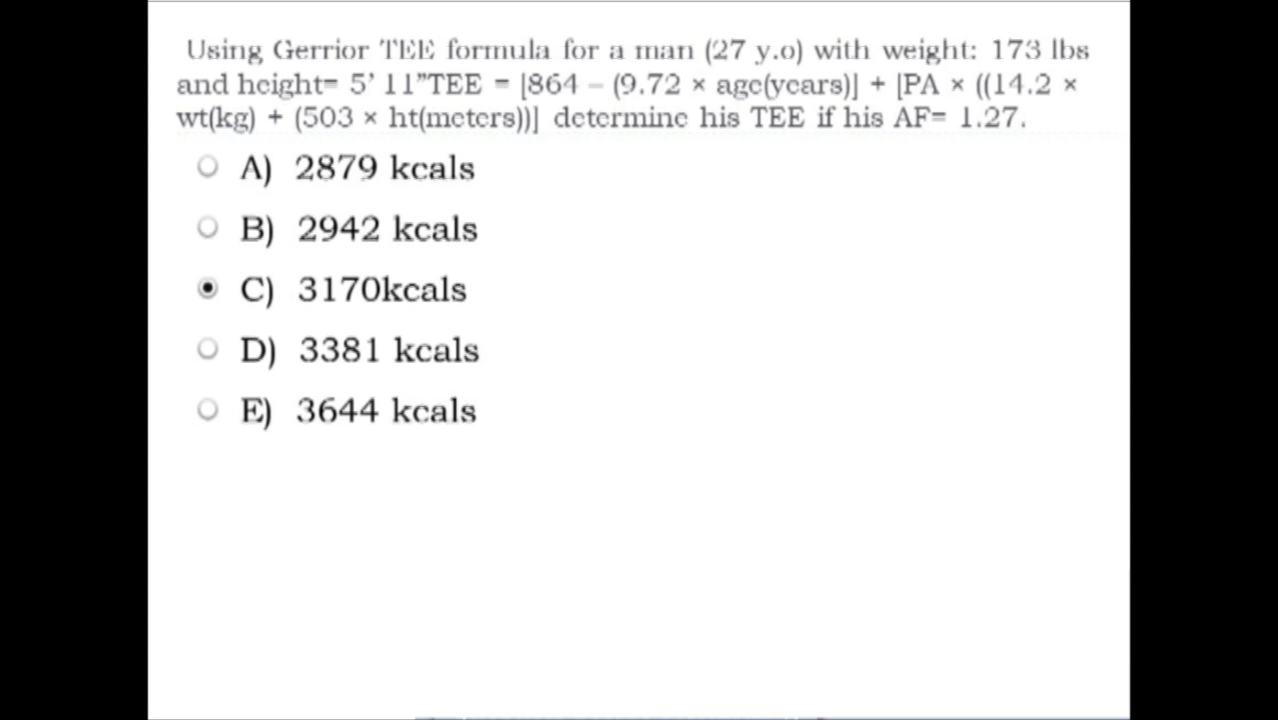 Using Gerrior TEE formula for a man (27 y.o) with weight: 173 lbs
and height= 5’ 11”TEE = [864 – (9.72 × age(years)] + [PA × ((14.2 ×
wt(kg) + (503 × ht(meters))] determine his TEE if his AF= 1.27.
A) 2879 kcals
B) 2942 kcals
C) 3170kcals
D) 3381 kcals
E) 3644 kcals